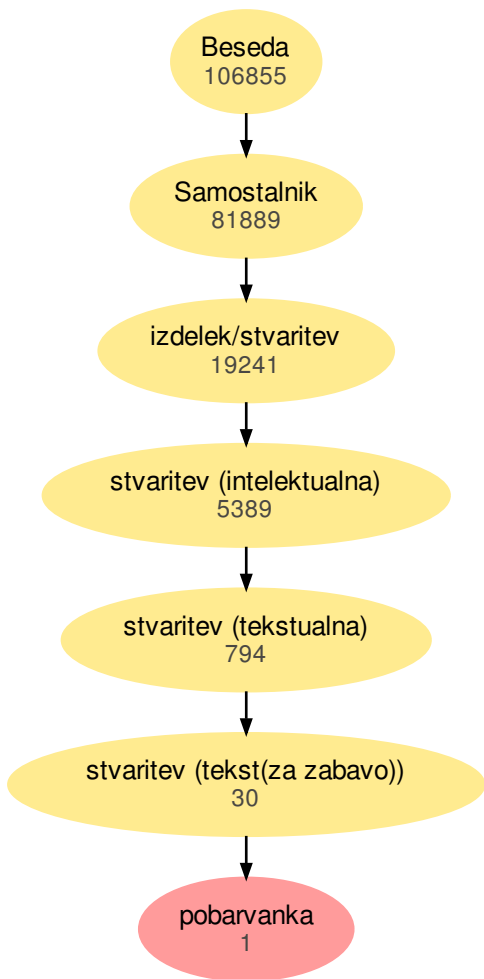 Beseda
106855
Samostalnik
81889
izdelek/stvaritev
19241
stvaritev (intelektualna)
5389
stvaritev (tekstualna)
794
stvaritev (tekst(za zabavo))
30
pobarvanka
1